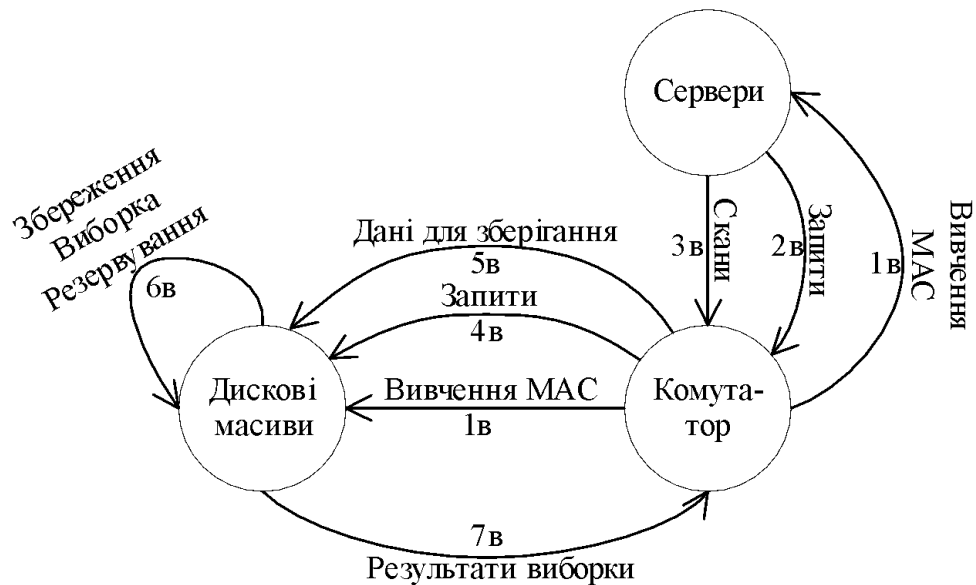 Сервери
Збереження
Виборка
Резервування
6в
Дані для зберігання
5в
Запити
4в
Вивчення МАС
1в
Скани
3в
Запити
2в
Вивчення
МАС
1в
Дискові
масиви
Комута-
тор
7в
Результати виборки